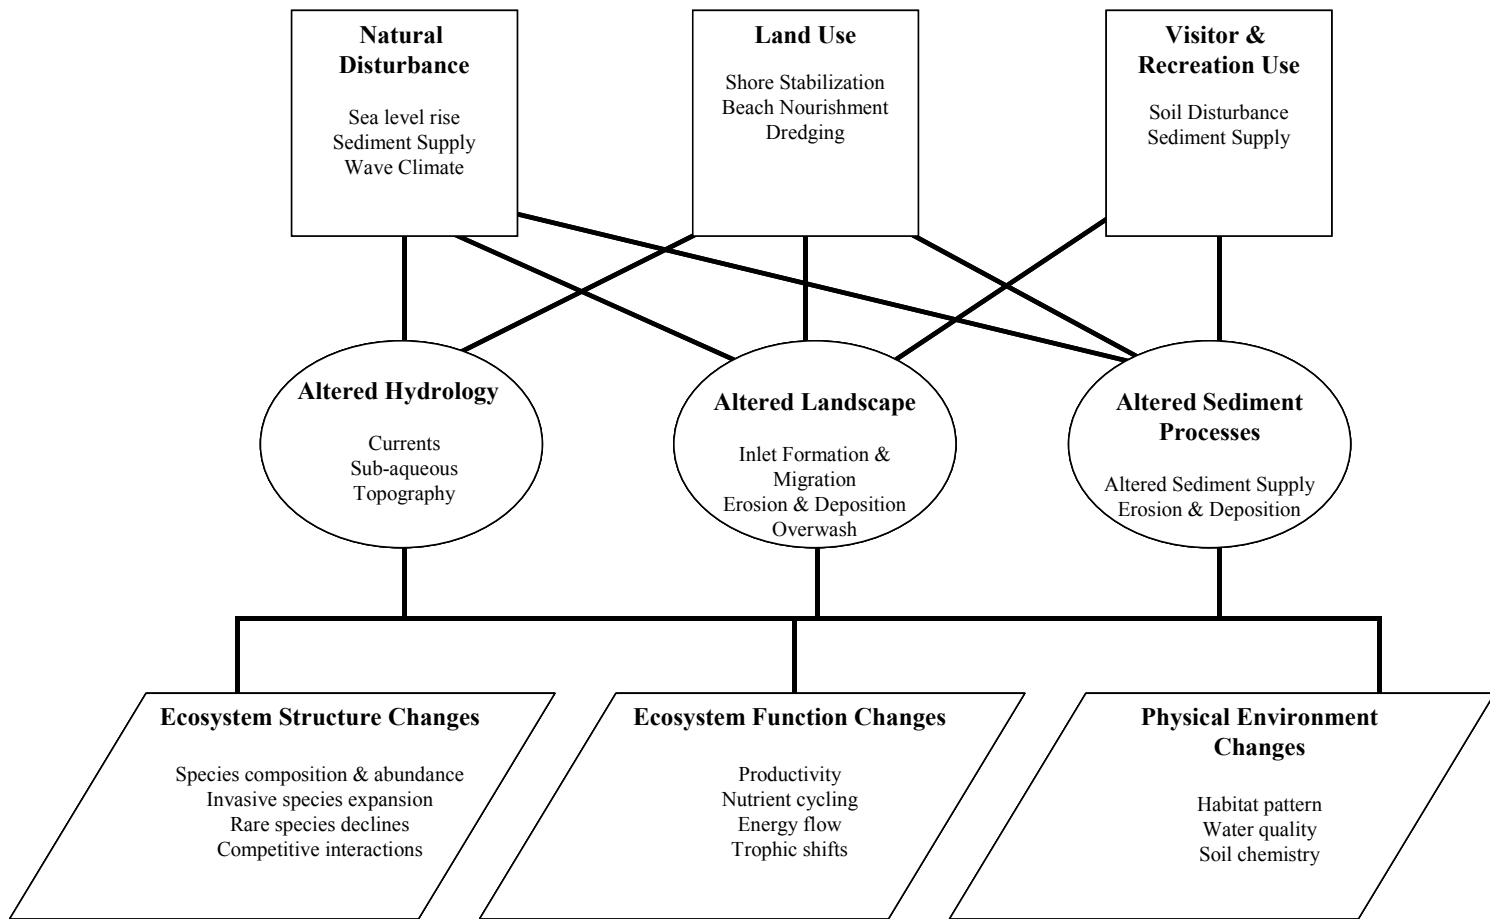 Natural
Disturbance
Sea level rise
Sediment Supply
Wave Climate
Land Use
Shore Stabilization
Beach Nourishment
Dredging
Visitor &
Recreation Use
Soil Disturbance
Sediment Supply
Altered Hydrology
Currents
Sub-aqueous
Topography
Altered Landscape
Inlet Formation &
Migration
Erosion & Deposition
Overwash
Altered Sediment
Processes
Altered Sediment Supply
Erosion & Deposition
Ecosystem Structure Changes
Species composition & abundance
Invasive species expansion
Rare species declines
Competitive interactions
Ecosystem Function Changes
Productivity
Nutrient cycling
Energy flow
Trophic shifts
Physical Environment
Changes
Habitat pattern
Water quality
Soil chemistry